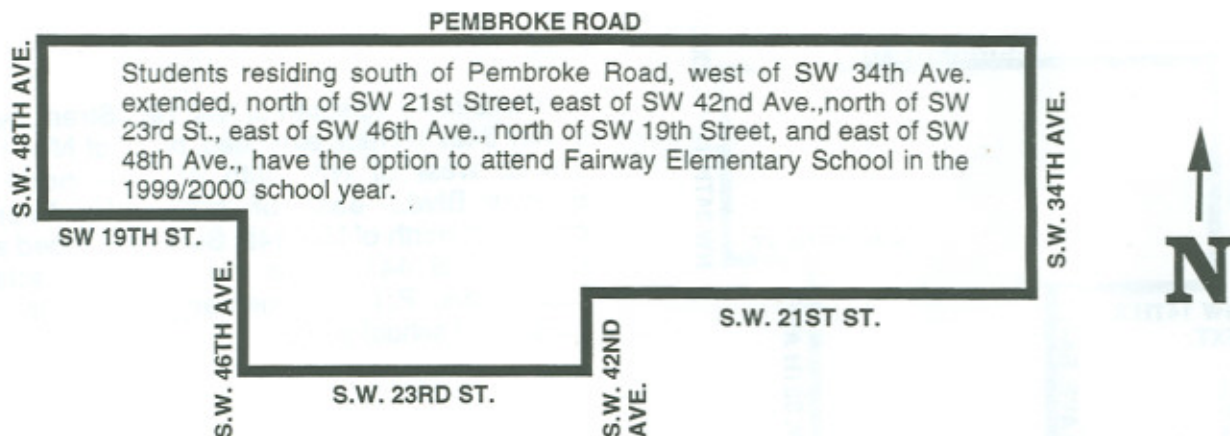 PEMBROKE ROAD
S.W. 48TH AVE.
Students residing south of Pembroke Road, west of SW 34th Ave.
extended, north of SW 21st Street, east of SW 42nd Ave.,north of SW
23rd St., east of SW 46th Ave., north of SW 19th Street, and east of SW
48th Ave., have the option to attend Fairway Elementary School in the
1999/2000 school year.
S.W. 34TH AVE.
N
SW 19TH ST.
S.W. 46TH AVE.
S.W. 21ST ST.
S.W. 23RD ST.
S.W. 42ND
AVE.